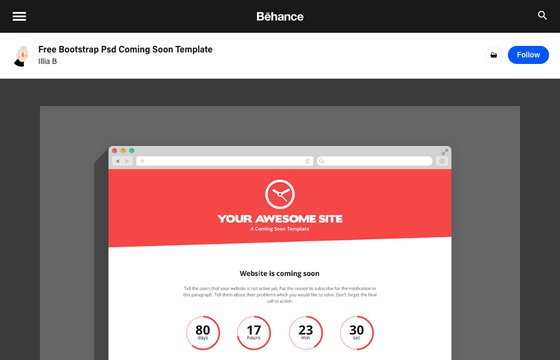 Bēhance
Free Bootstrap Psd Coming Soon Template
Illia B
Follow
YOUR AWESOME SITE
A Coming Soon Template
Website is coming soon
Tell the users that your website is not active yet. Put the reason to subscribe for the notification in
this paragraph. Tell them about their problems which you would like to solve. Don't forget the final
call to action.
80
days
17
hours
23
min
30
sec